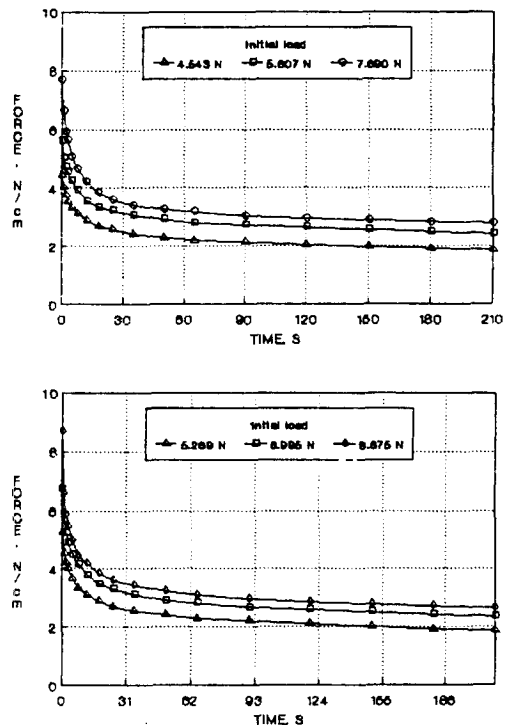 Initial load
4.543 N 5.607 N 7.690 N
FORCE, N/cm
10
8
6
4
2
0
0 30 60 90 120 150 180 210
TIME, S
Initial load
5.269 N 6.995 N 8.675 N
FORCE, N/cm
10
8
6
4
2
0
0 31 62 93 124 155 186
TIME, S